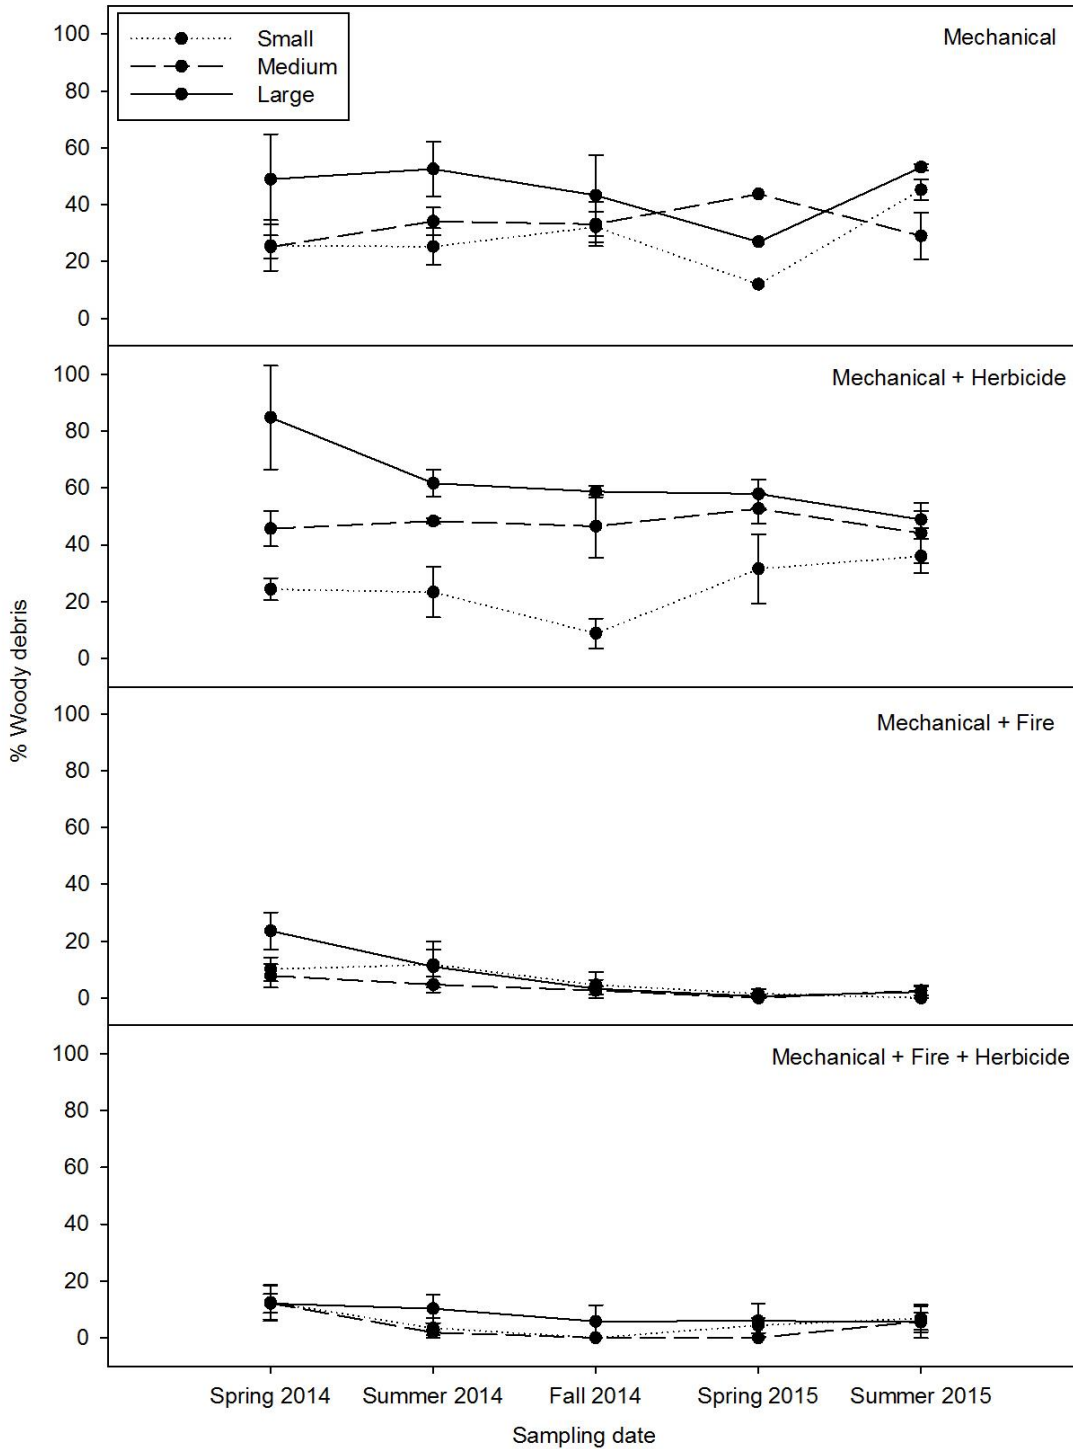 % Woody debris
Small
Medium
Large
Mechanical
100
80
60
40
20
0
Mechanical + Herbicide
100
80
60
40
20
0
Mechanical + Fire
100
80
60
40
20
0
Mechanical + Fire + Herbicide
100
80
60
40
20
0
Spring 2014 Summer 2014 Fall 2014 Spring 2015 Summer 2015
Sampling date